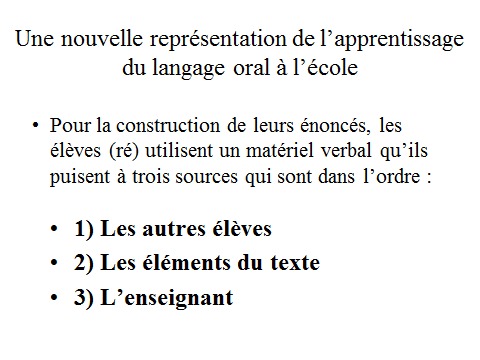 Une nouvelle représentation de l'apprentissage
du langage oral à l'école
• Pour la construction de leurs énoncés, les
élèves (ré) utilisent un matériel verbal qu'ils
puisent à trois sources qui sont dans l'ordre :
• 1) Les autres élèves
• 2) Les éléments du texte
• 3) L'enseignant